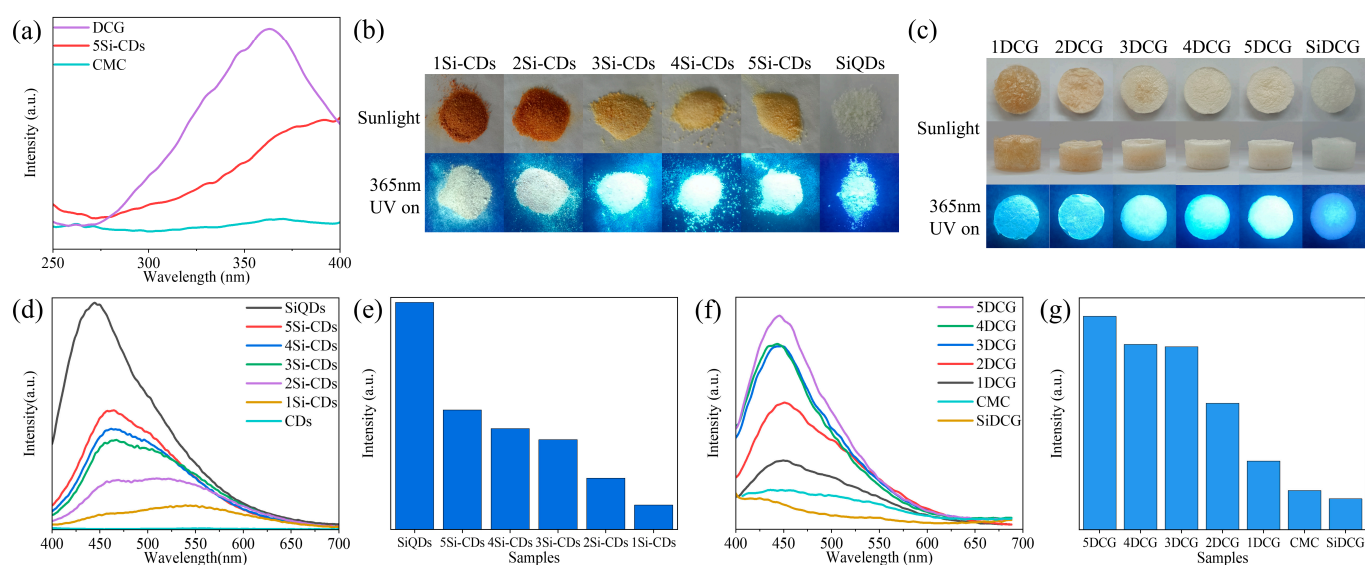 (a)
DCG
5Si-CDs
CMC
Intensity (a.u.)
250 300 350 400
Wavelength (nm)
(b)
1Si-CDs 2Si-CDs 3Si-CDs 4Si-CDs 5Si-CDs SiQDs
Sunlight
365nm
UV on
(c)
1DCG 2DCG 3DCG 4DCG 5DCG SiDCG
Sunlight
365nm
UV on
(d)
SiQDs
5Si-CDs
4Si-CDs
3Si-CDs
2Si-CDs
1Si-CDs
CDs
Intensity(a.u.)
400 450 500 550 600 650 700
Wavelength(nm)
(e)
Intensity (a.u.)
SiQDs 5Si-CDs 4Si-CDs 3Si-CDs 2Si-CDs 1Si-CDs
Samples
(f)
5DCG
4DCG
3DCG
2DCG
1DCG
CMC
SiDCG
Intensity (a.u.)
400 450 500 550 600 650 700
Wavelength(nm)
(g)
Intensity (a.u.)
5DCG 4DCG 3DCG 2DCG 1DCG CMC SiDCG
Samples